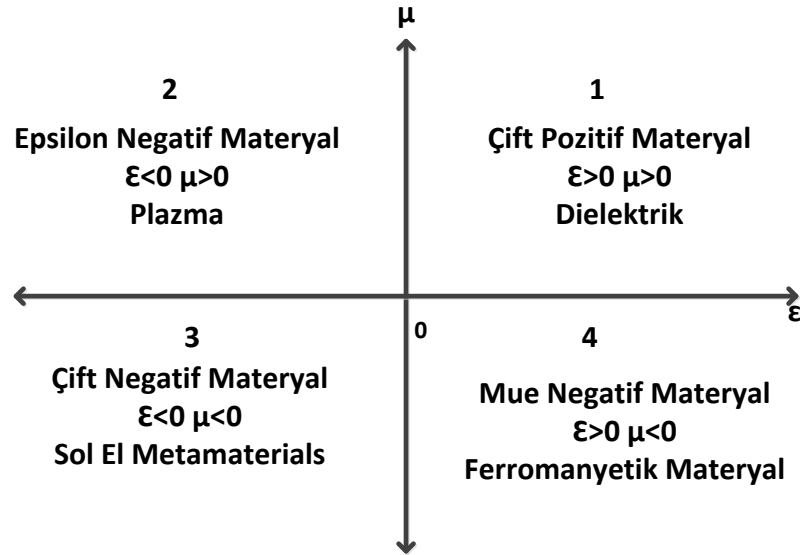 μ
2
Epsilon Negatif Materyal
Ɛ<0 μ>0
Plazma
1
Çift Pozitif Materyal
Ɛ>0 μ>0
Dielektrik
ε
0
3
Çift Negatif Materyal
Ɛ<0 μ<0
Sol El Metamaterials
4
Mue Negatif Materyal
Ɛ>0 μ<0
Ferromanyetik Materyal